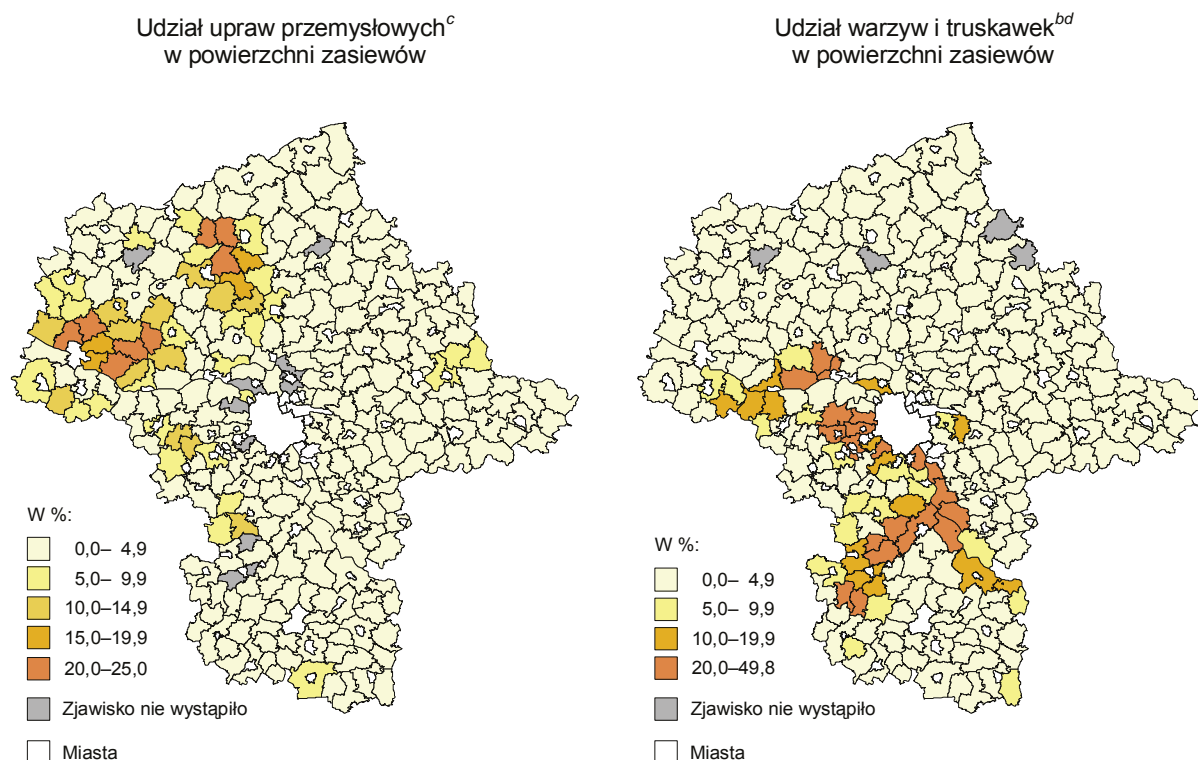 Udział upraw przemysłowych^c
w powierzchni zasiewów
W %:
0,0– 4,9
5,0– 9,9
10,0–14,9
15,0–19,9
20,0–25,0
Zjawisko nie wystąpiło
Miasta
Udział warzyw i truskawek^bd
w powierzchni zasiewów
W %:
0,0– 4,9
5,0– 9,9
10,0–19,9
20,0–49,8
Zjawisko nie wystąpiło
Miasta